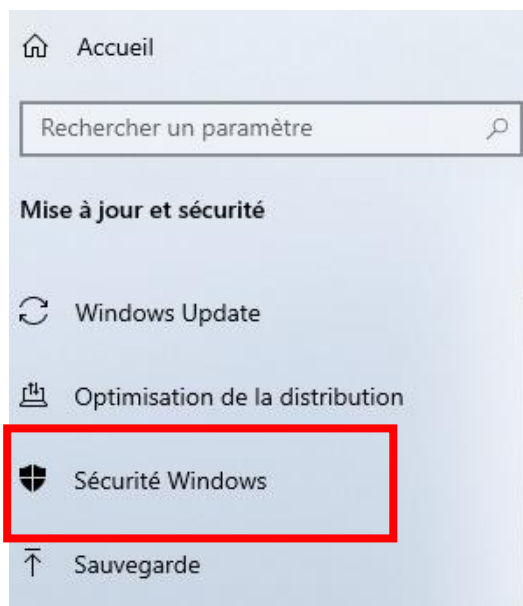 Accueil
Rechercher un paramètre
Mise à jour et sécurité
Windows Update
Optimisation de la distribution
Sécurité Windows
Sauvegarde